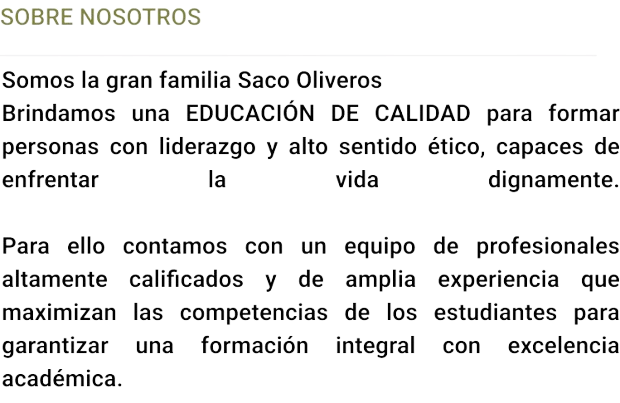 SOBRE NOSOTROS
Somos la gran familia Saco Oliveros
Brindamos una EDUCACIÓN DE CALIDAD para formar
personas con liderazgo y alto sentido ético, capaces de
enfrentar la vida dignamente.
Para ello contamos con un equipo de profesionales
altamente calificados y de amplia experiencia que
maximizan las competencias de los estudiantes para
garantizar una formación integral con excelencia
académica.